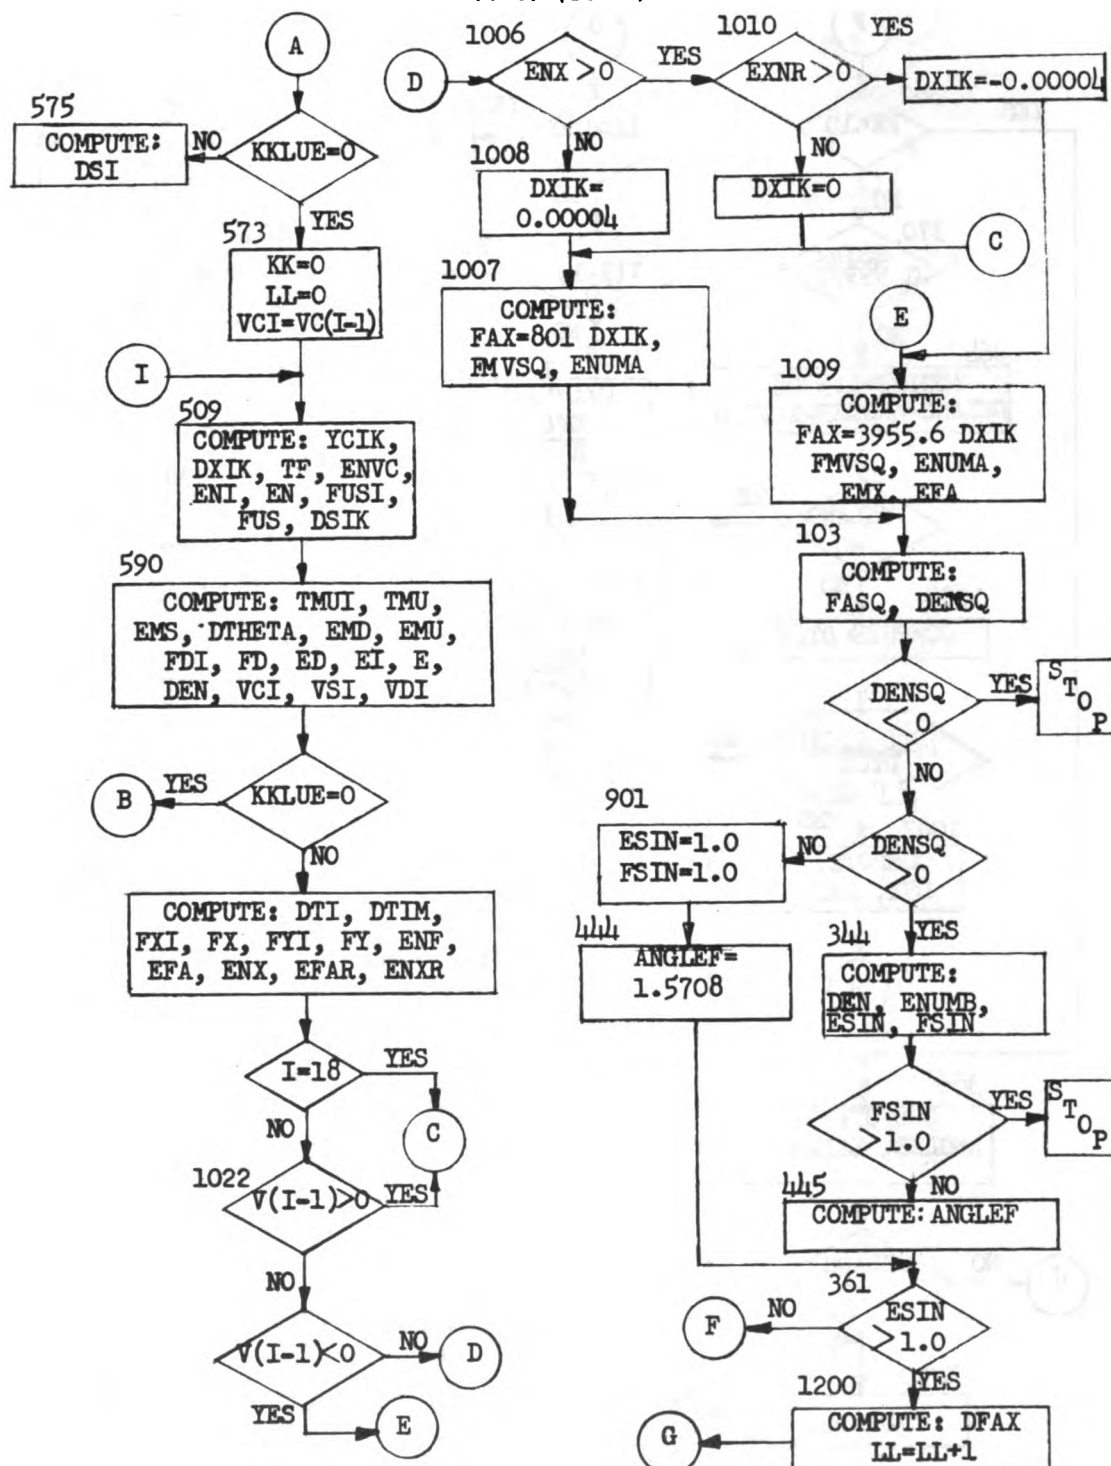 A
575
COMPUTE:
DSI
NO
KKLUE=0
YES
573
KK=0
LL=0
VCI=VC(I-1)
I
509
COMPUTE: YCIK,
DXIK, TF, ENVC,
ENI, EN, FUSI,
FUS, DSIK
590
COMPUTE: TMUI, TMU,
EMS, DTHETA, EMD, EMU,
FDI, FD, ED, EI, E,
DEN, VCI, VSI, VDI
B
YES
KKLUE=0
NO
COMPUTE: DTI, DTIM,
FXI, FX, FYI, FY, ENF,
EFA, ENX, EFAR, ENXR
I=18
YES
NO
C
1022
V(I-1)>0
YES
NO
V(I-1)<0
NO
D
YES
E
D
1006
ENX >0
YES
1010
EXNR >0
YES
DXIK=-0.00004
NO
1008
DXIK=
0.00004
NO
DXIK=0
C
1007
COMPUTE:
FAX=801 DXIK,
FMVSQ, ENUMA
E
1009
COMPUTE:
FAX=3955.6 DXIK
FMVSQ, ENUMA,
EMX, EFA
103
COMPUTE:
FASQ, DENSQ
DENSQ
<0
YES
STOP
NO
901
ESIN=1.0
FSIN=1.0
NO
DENSQ
>0
YES
444
ANGLEF=
1.5708
344
COMPUTE:
DEN, ENUMB,
ESIN, FSIN
FSIN
>1.0
YES
STOP
NO
445
COMPUTE: ANGLEF
361
ESIN
>1.0
NO
F
YES
1200
COMPUTE: DFAX
LL=LL+1
G